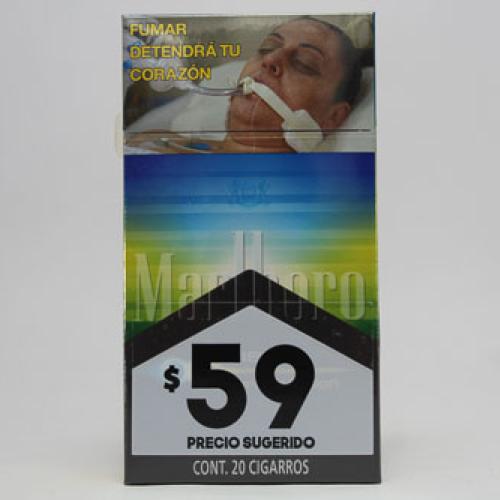 FUMAR
DETENDRÁ TU
CORAZÓN
Marlboro
$59
PRECIO SUGERIDO
CONT. 20 CIGARROS